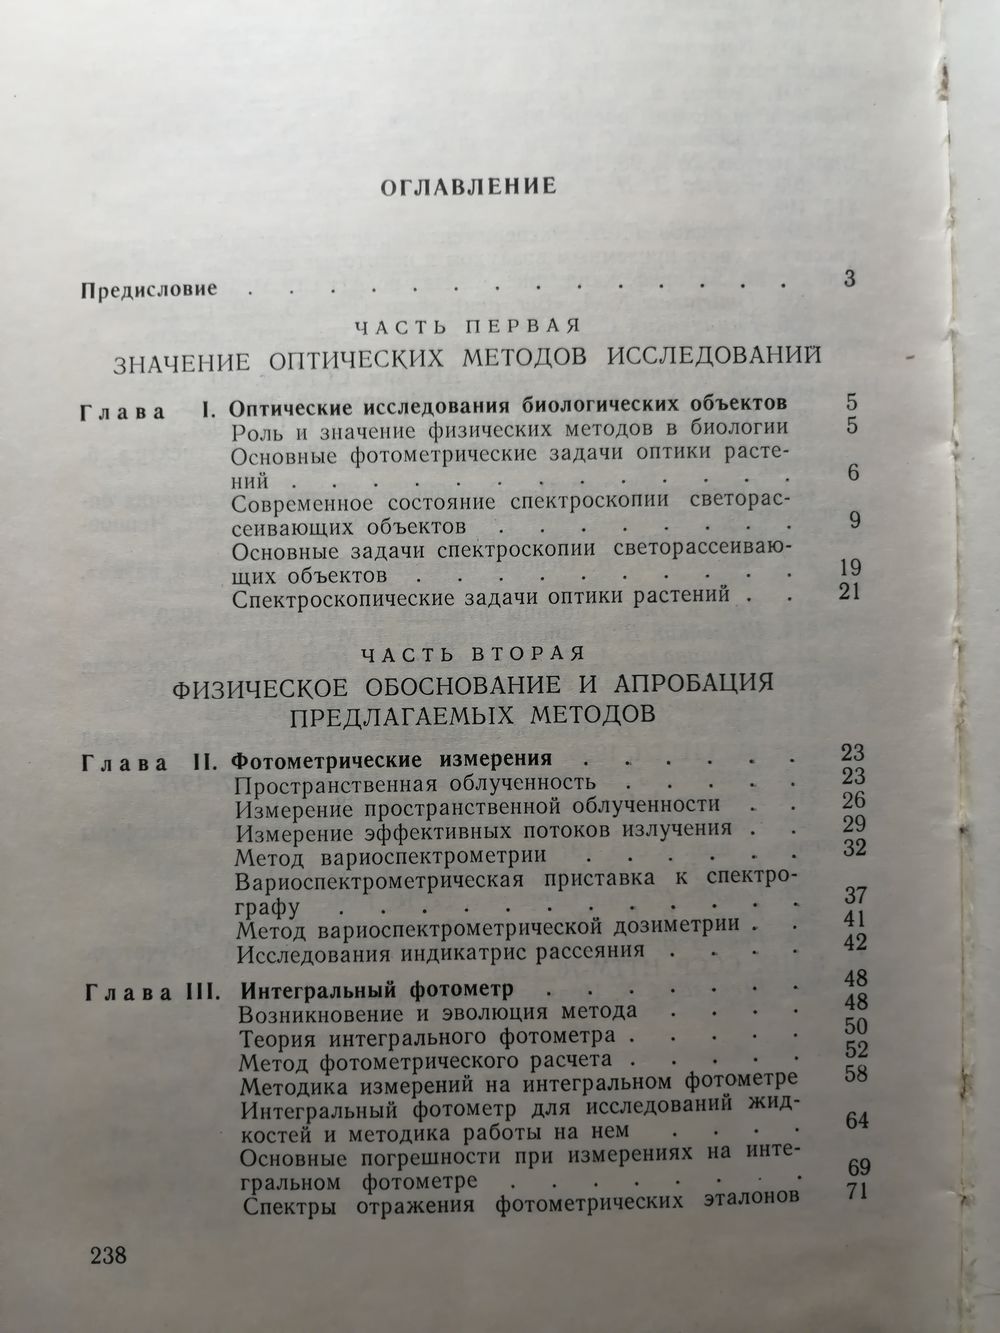 ОГЛАВЛЕНИЕ
Предисловие . . . . . . . . . . . . . . 3
ЧАСТЬ ПЕРВАЯ
ЗНАЧЕНИЕ ОПТИЧЕСКИХ МЕТОДОВ ИССЛЕДОВАНИЙ
Глава I. Оптические исследования биологических объектов 5
Роль и значение физических методов в биологии 5
Основные фотометрические задачи оптики расте-
ний . . . . . . . . . . . . 6
Современное состояние спектроскопии светорас-
сеивающих объектов . . . . . . . . 9
Основные задачи спектроскопии светорассеиваю-
щих объектов . . . . . . . . . . 19
Спектроскопические задачи оптики растений . . 21
ЧАСТЬ ВТОРАЯ
ФИЗИЧЕСКОЕ ОБОСНОВАНИЕ И АПРОБАЦИЯ
ПРЕДЛАГАЕМЫХ МЕТОДОВ
Глава II. Фотометрические измерения . . . . . . 23
Пространственная облученность . . . . . 23
Измерение пространственной облученности . . 26
Измерение эффективных потоков излучения . . 29
Метод вариоспектрометрии . . . . . . 32
Вариоспектрометрическая приставка к спектро-
графу . . . . . . . . . . . . 37
Метод вариоспектрометрической дозиметрии . . 41
Исследования индикатрис рассеяния . . . . 42
Глава III. Интегральный фотометр . . . . . . . 48
Возникновение и эволюция метода . . . . 48
Теория интегрального фотометра . . . . . 50
Метод фотометрического расчета . . . . . 52
Методика измерений на интегральном фотометре 58
Интегральный фотометр для исследований жид-
костей и методика работы на нем . . . . 64
Основные погрешности при измерениях на инте-
гральном фотометре . . . . . . . . 69
Спектры отражения фотометрических эталонов 71
238